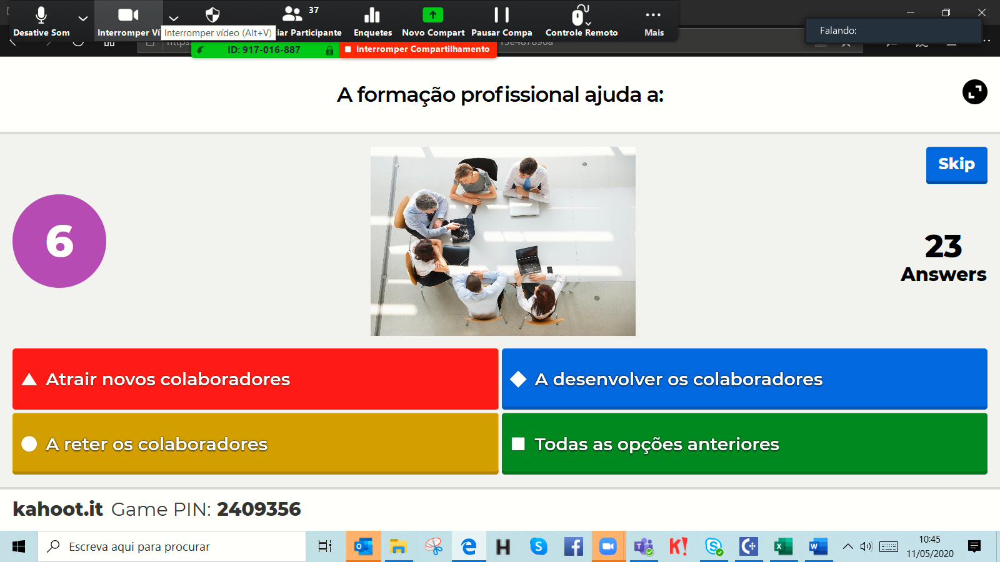 37
Desative Som
Interromper Ví
Interromper vídeo (Alt+V)
iar Participante
Enquetes
Novo Compart
Pausar Compa
Controle Remoto
Mais
Falando:
ID: 917-016-887
Interromper Compartilhamento
A formação profissional ajuda a:
Skip
6
23
Answers
Atrair novos colaboradores
A desenvolver os colaboradores
A reter os colaboradores
Todas as opções anteriores
kahoot.it Game PIN: 2409356
Escreva aqui para procurar
10:45
11/05/2020